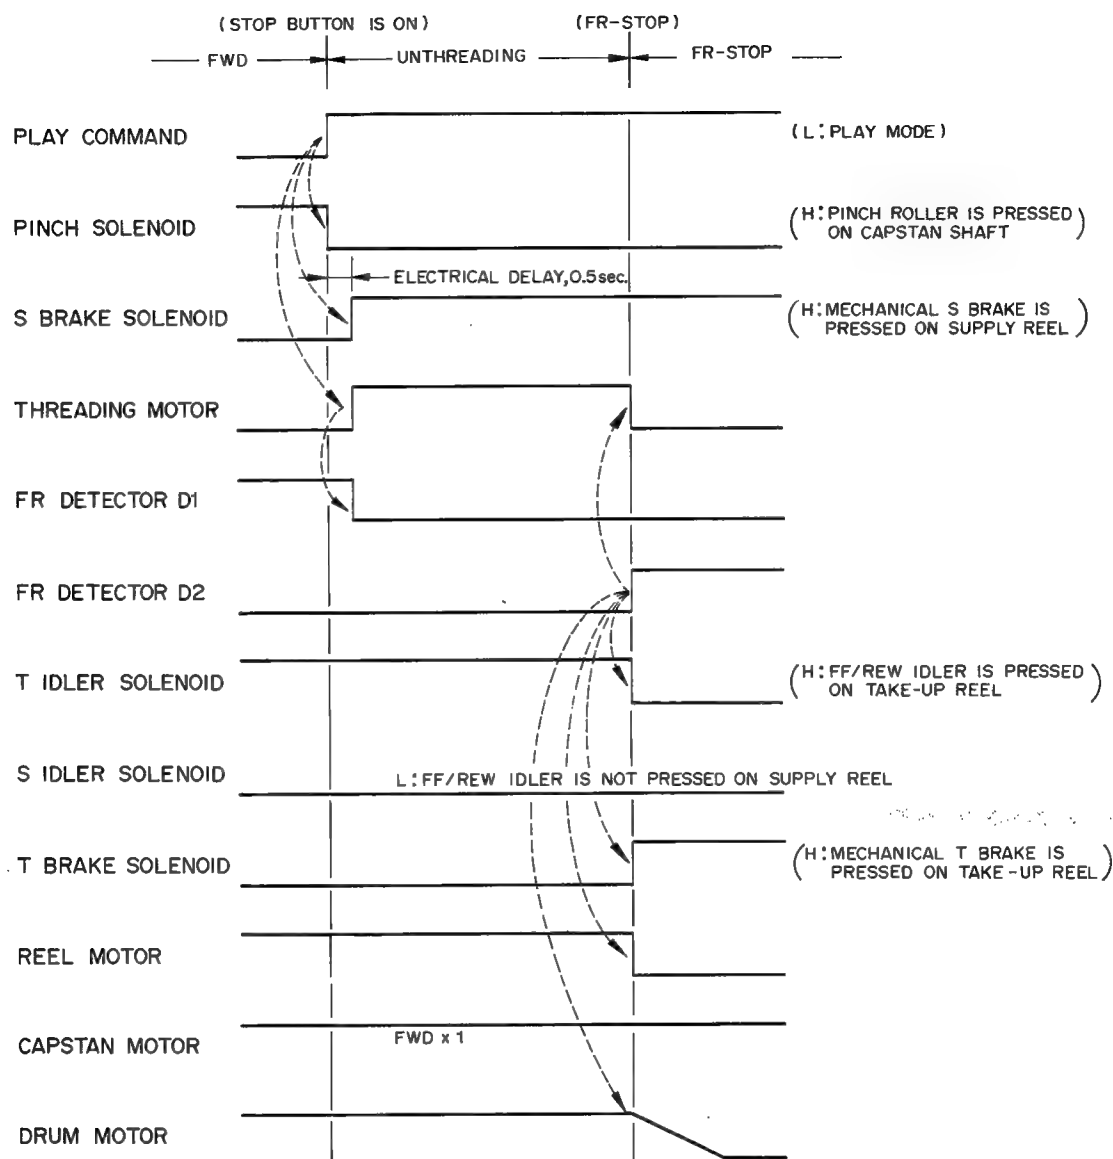 (STOP BUTTON IS ON) (FR-STOP)
FWD UNTHREADING FR-STOP
PLAY COMMAND (L:PLAY MODE)
PINCH SOLENOID (H:PINCH ROLLER IS PRESSED
ON CAPSTAN SHAFT)
ELECTRICAL DELAY,0.5sec.
S BRAKE SOLENOID (H:MECHANICAL S BRAKE IS
PRESSED ON SUPPLY REEL)
THREADING MOTOR
FR DETECTOR D1
FR DETECTOR D2
T IDLER SOLENOID (H:FF/REW IDLER IS PRESSED
ON TAKE-UP REEL)
S IDLER SOLENOID L:FF/REW IDLER IS NOT PRESSED ON SUPPLY REEL
T BRAKE SOLENOID (H:MECHANICAL T BRAKE IS
PRESSED ON TAKE-UP REEL)
REEL MOTOR
CAPSTAN MOTOR FWD x 1
DRUM MOTOR